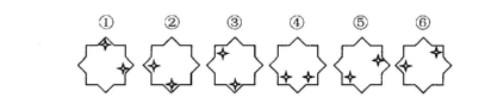 ① ② ③ ④ ⑤ ⑥